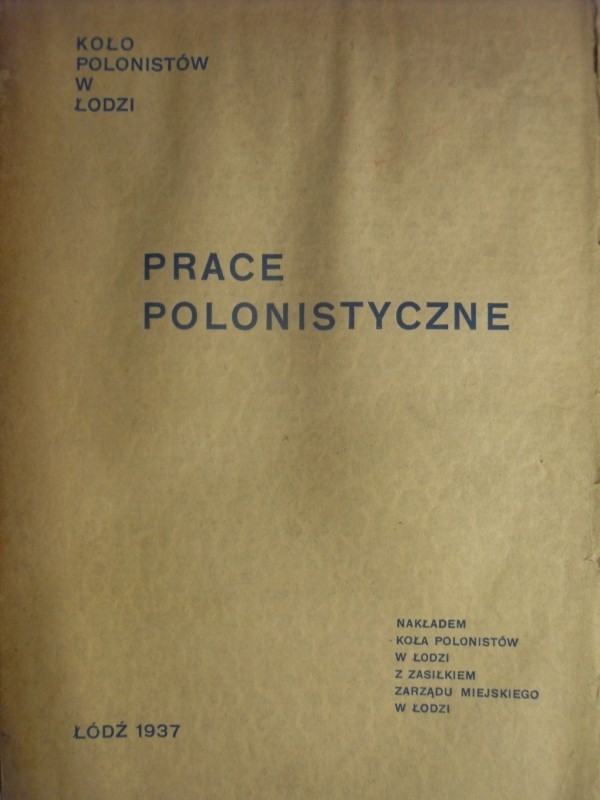 KOŁO
POLONISTÓW
W
ŁODZI
PRACE
POLONISTYCZNE
NAKŁADEM
KOŁA POLONISTÓW
W ŁODZI
Z ZASIŁKIEM
ZARZĄDU MIEJSKIEGO
W ŁODZI
ŁÓDŹ 1937